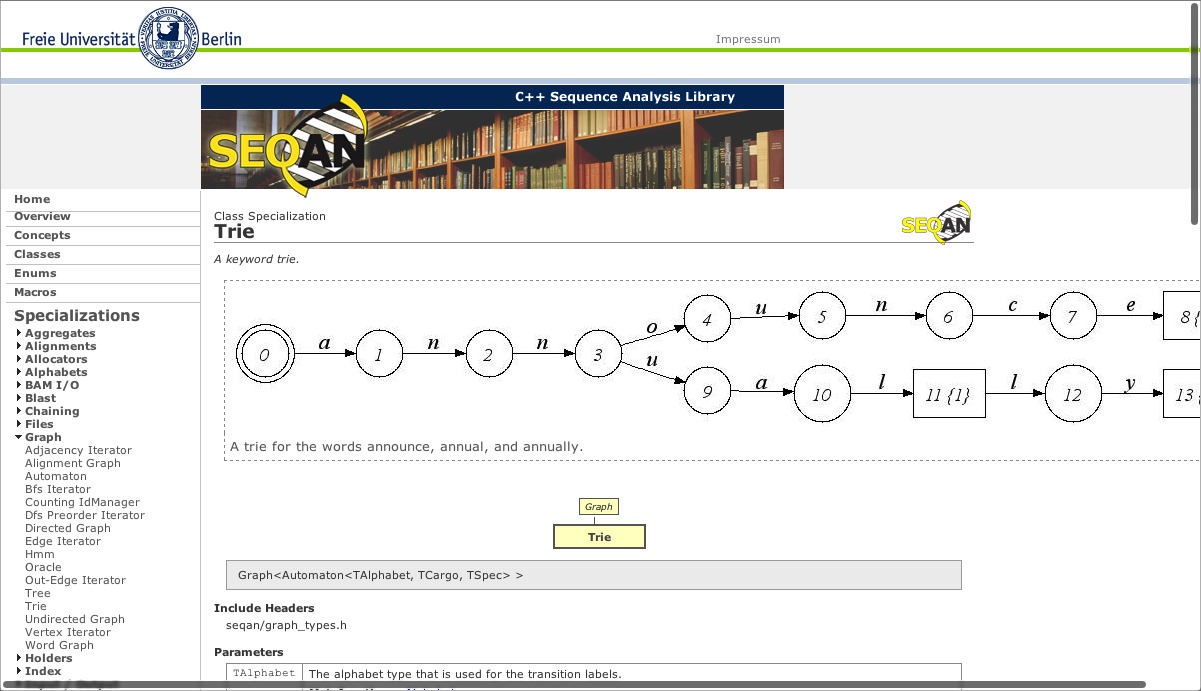 Freie Universität Berlin
Impressum
C++ Sequence Analysis Library
SEQAN
Home
Overview
Concepts
Classes
Enums
Macros
Specializations
Aggregates
Alignments
Allocators
Alphabets
BAM I/O
Blast
Chaining
Files
Graph
Adjacency Iterator
Alignment Graph
Automaton
Bfs Iterator
Counting IdManager
Dfs Preorder Iterator
Directed Graph
Edge Iterator
Hmm
Oracle
Out-Edge Iterator
Tree
Trie
Undirected Graph
Vertex Iterator
Word Graph
Holders
Index
Class Specialization
Trie
SEQAN
A keyword trie.
0 a 1 n 2 n 3 o 4 u 5 n 6 c 7 e 8 {
u 9 a 10 l 11 {1} l 12 y 13 {
A trie for the words announce, annual, and annually.
Graph
Trie
Graph<Automaton<TAlphabet, TCargo, TSpec> >
Include Headers
seqan/graph_types.h
Parameters
TAlphabet The alphabet type that is used for the transition labels.